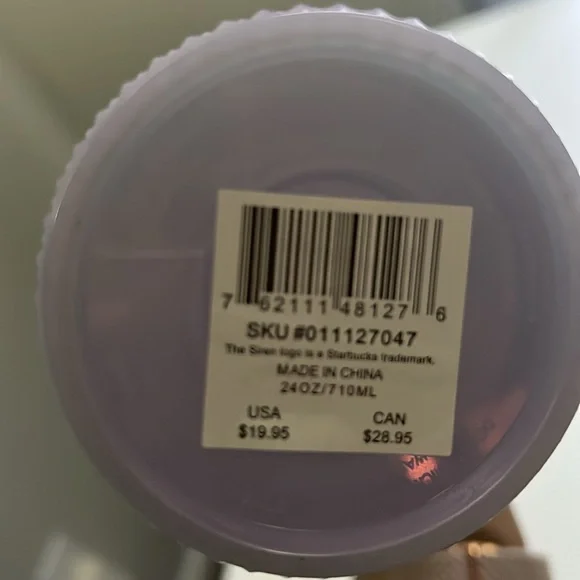 7 62111 48127 6
SKU #011127047
The Siren logo is a Starbucks trademark.
MADE IN CHINA
24OZ/710ML
USA CAN
$19.95 $28.95